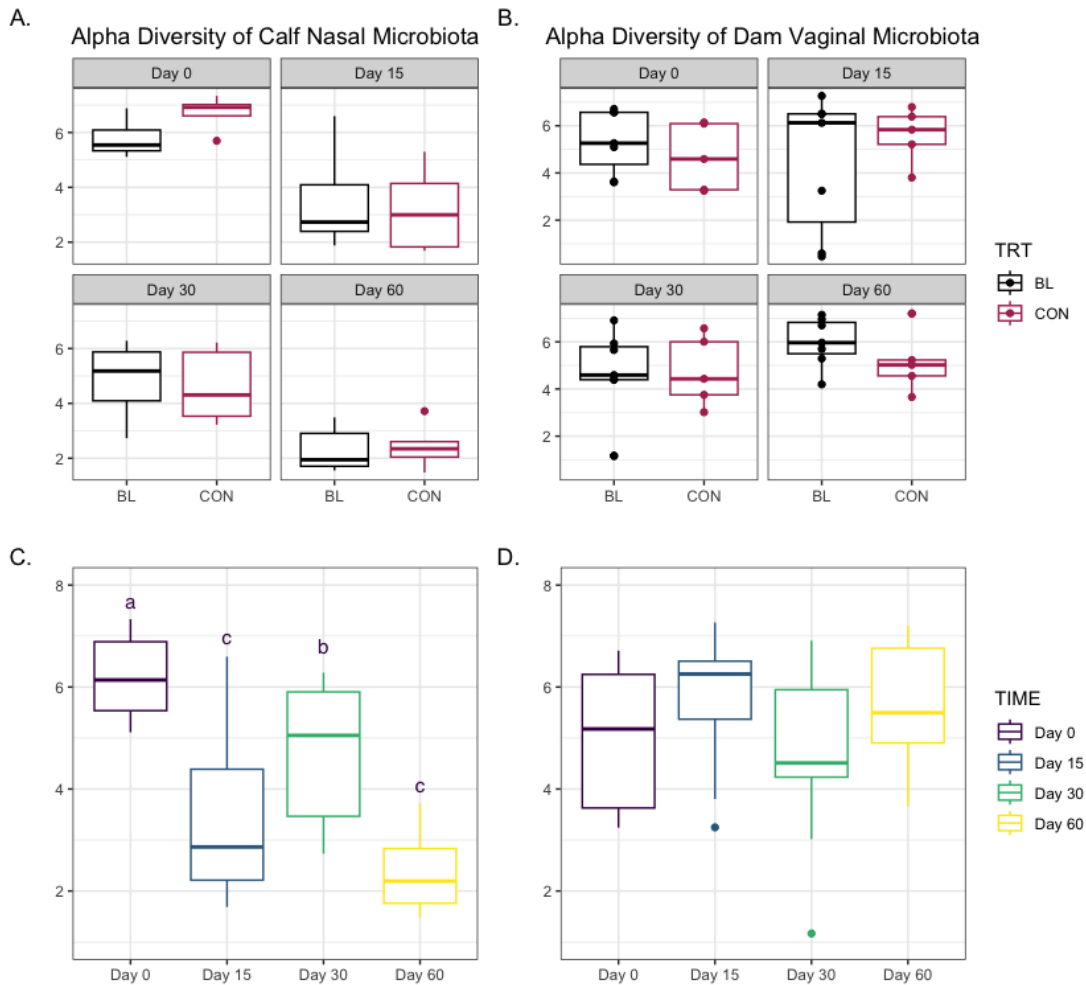 A.
Alpha Diversity of Calf Nasal Microbiota
Day 0
Day 15
6
4
2
Day 30
Day 60
6
4
2
BL
CON
BL
CON
B.
Alpha Diversity of Dam Vaginal Microbiota
Day 0
Day 15
6
4
2
Day 30
Day 60
6
4
2
BL
CON
BL
CON
TRT
BL
CON
C.
8
6
4
2
a
c
b
c
Day 0
Day 15
Day 30
Day 60
D.
8
6
4
2
Day 0
Day 15
Day 30
Day 60
TIME
Day 0
Day 15
Day 30
Day 60